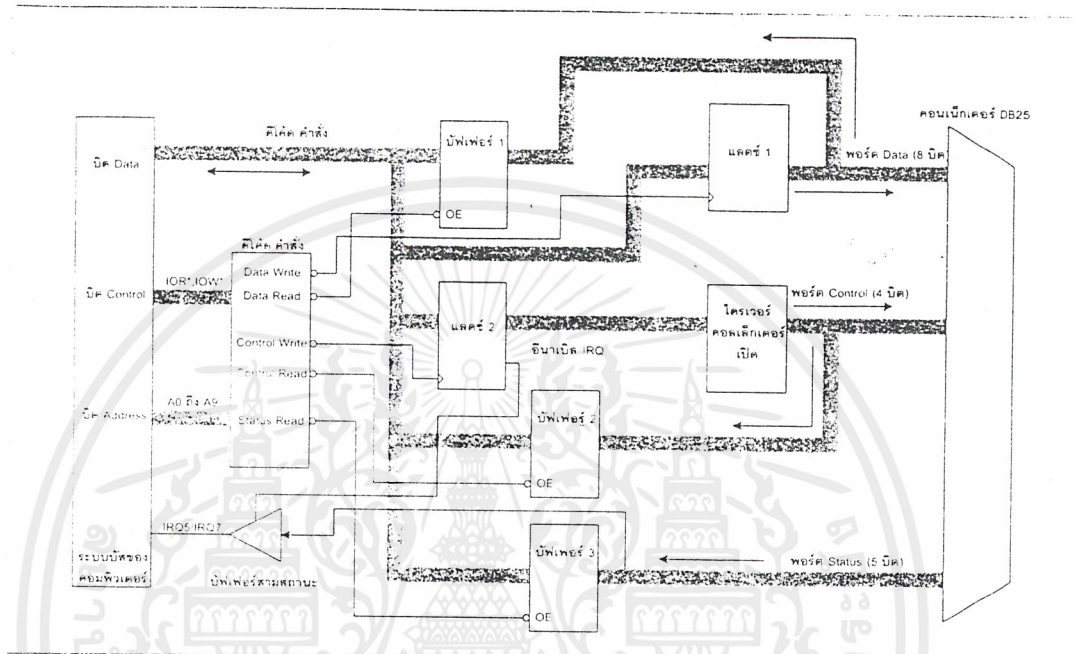 คอนเน็กเตอร์ DB25
ดีโค้ด คำสั่ง
บัฟเฟอร์ 1
แลตช์ 1
บิต Data
พอร์ต Data (8 บิต)
OE
ดีโค้ด คำสั่ง
Data Write
IOR*,IOW*
บิต Control
Data Read
พอร์ต Control (4 บิต)
แลตช์ 2
ไดรเวอร์
คอลเล็กเตอร์
เปิด
Control Write
อีนาเบิล IRQ
Control Read
A0 ถึง A9
บิต Address
Status Read
บัฟเฟอร์ 2
OE
IRQ5/IRQ7
บัฟเฟอร์ 3
ระบบบัสของ
คอมพิวเตอร์
บัฟเฟอร์สามสถานะ
พอร์ต Status (5 บิต)
OE